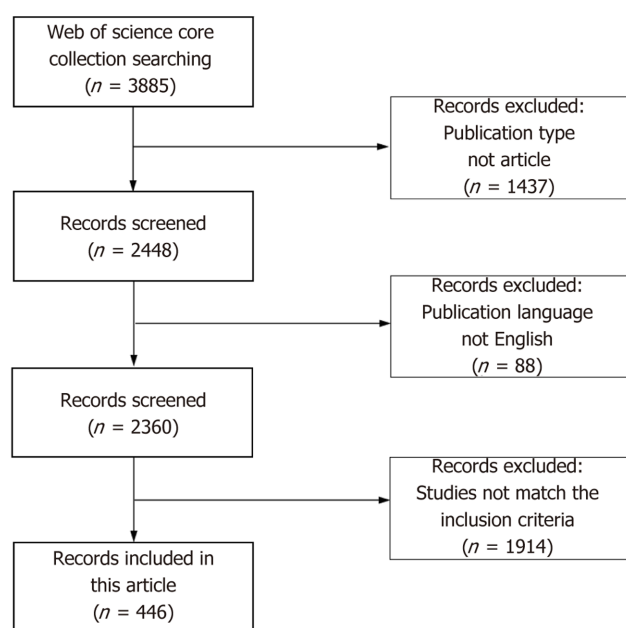 Web of science core
collection searching
(n = 3885)
Records excluded:
Publication type
not article
(n = 1437)
Records screened
(n = 2448)
Records excluded:
Publication language
not English
(n = 88)
Records screened
(n = 2360)
Records excluded:
Studies not match the
inclusion criteria
(n = 1914)
Records included in
this article
(n = 446)